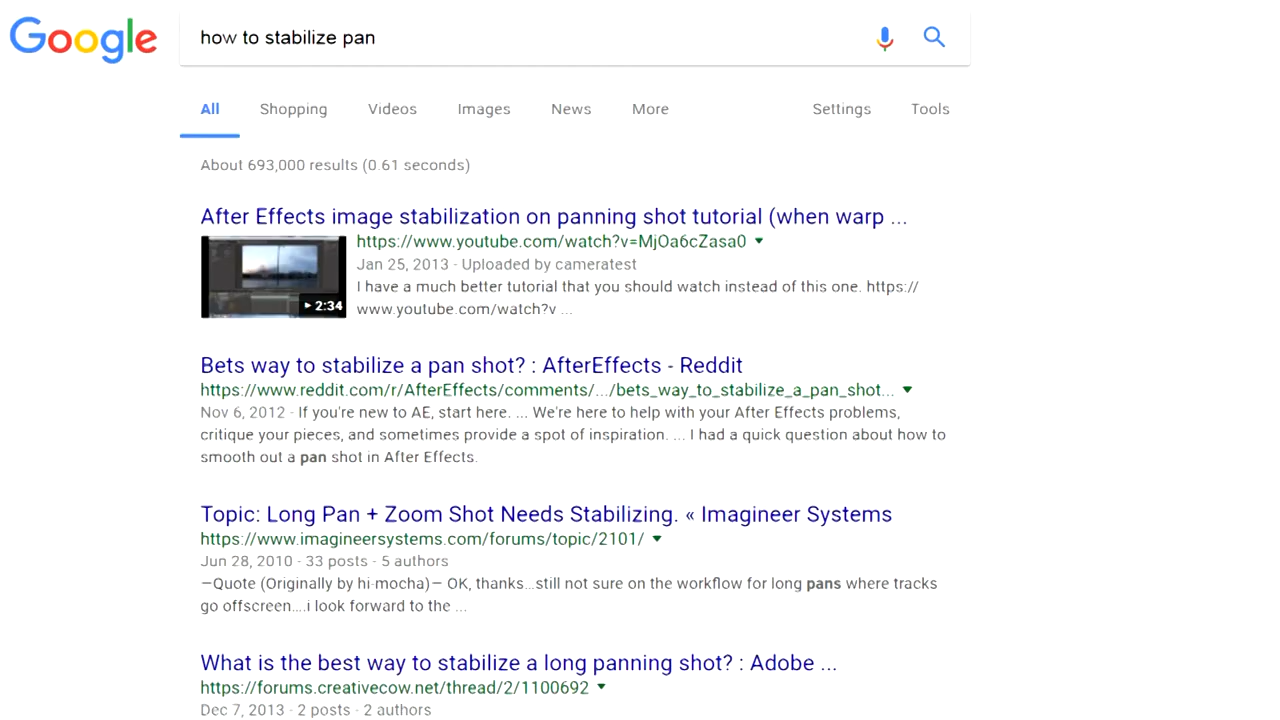 Google
how to stabilize pan
All Shopping Videos Images News More Settings Tools
About 693,000 results (0.61 seconds)
After Effects image stabilization on panning shot tutorial (when warp ...
https://www.youtube.com/watch?v=MjOa6cZasa0
Jan 25, 2013 - Uploaded by cameratest
I have a much better tutorial that you should watch instead of this one. https://
www.youtube.com/watch?v ...
2:34
Bets way to stabilize a pan shot? : AfterEffects - Reddit
https://www.reddit.com/r/AfterEffects/comments/.../bets_way_to_stabilize_a_pan_shot...
Nov 6, 2012 - If you're new to AE, start here. ... We're here to help with your After Effects problems,
critique your pieces, and sometimes provide a spot of inspiration. ... I had a quick question about how to
smooth out a pan shot in After Effects.
Topic: Long Pan + Zoom Shot Needs Stabilizing. « Imagineer Systems
https://www.imagineersystems.com/forums/topic/2101/
Jun 28, 2010 - 33 posts - 5 authors
—Quote (Originally by hi-mocha)— OK, thanks...still not sure on the workflow for long pans where tracks
go offscreen....i look forward to the ...
What is the best way to stabilize a long panning shot? : Adobe ...
https://forums.creativecow.net/thread/2/1100692
Dec 7, 2013 - 2 posts - 2 authors